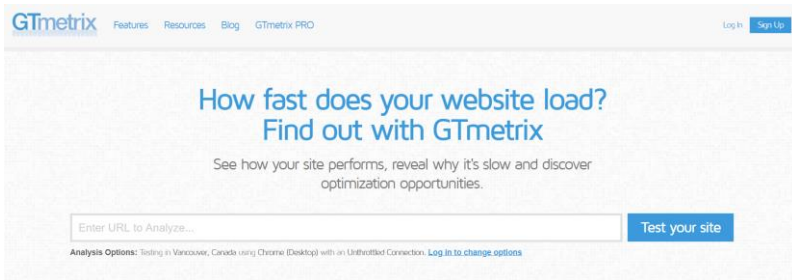 GTmetrix Features Resources Blog GTmetrix PRO Log In Sign Up
How fast does your website load?
Find out with GTmetrix
See how your site performs, reveal why it's slow and discover
optimization opportunities.
Enter URL to Analyze... Test your site
Analysis Options: Testing in Vancouver, Canada using Chrome (Desktop) with an Unthrottled Connection. Log in to change options